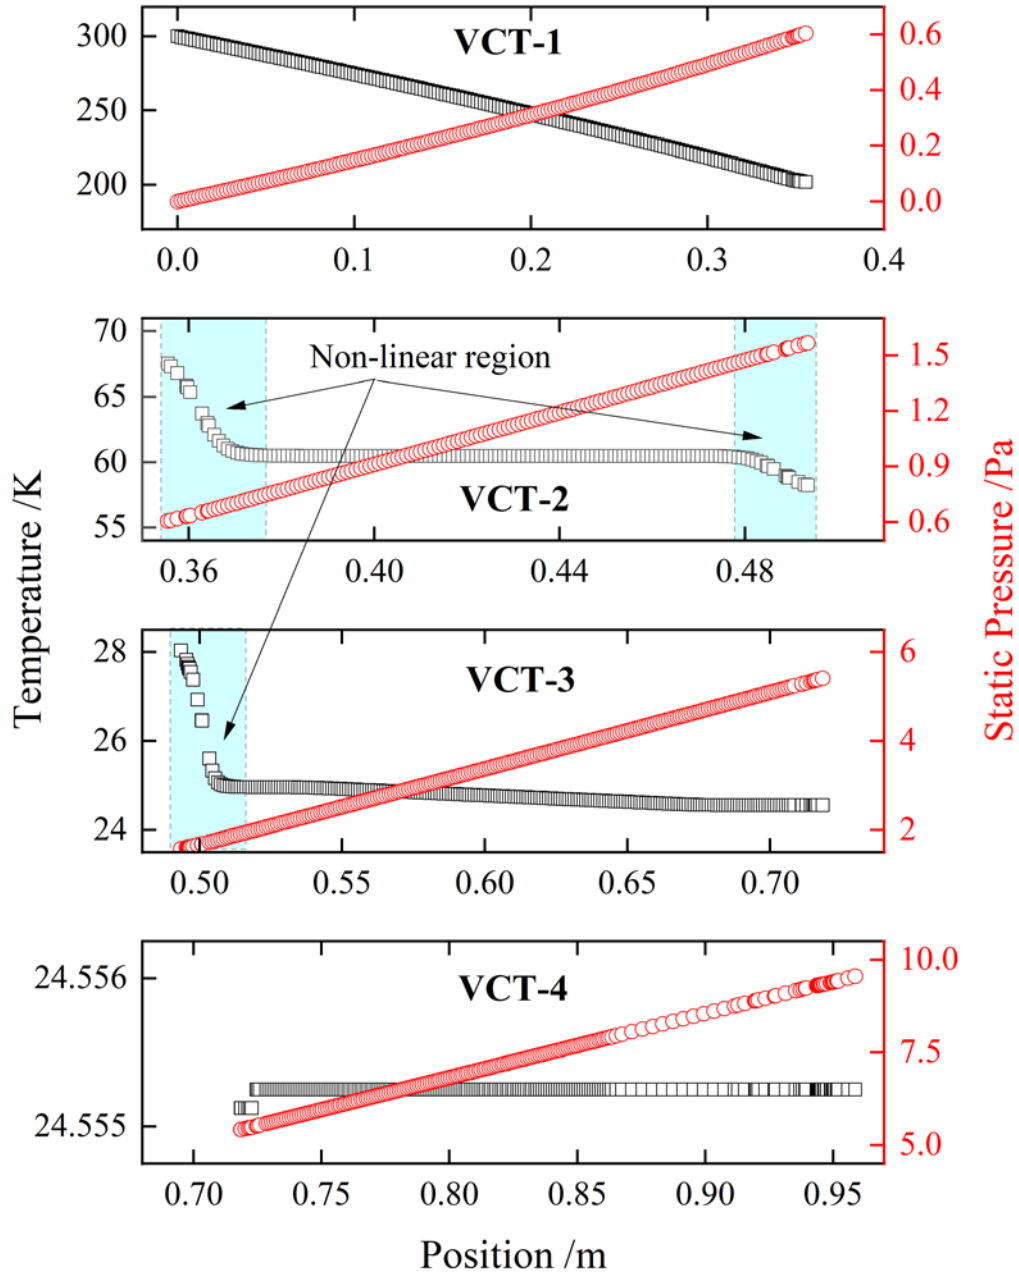 VCT-1
300
250
200
0.6
0.4
0.2
0.0
0.0 0.1 0.2 0.3 0.4
Non-linear region
VCT-2
70
65
60
55
1.5
1.2
0.9
0.6
0.36 0.40 0.44 0.48
VCT-3
28
26
24
6
4
2
0.50 0.55 0.60 0.65 0.70
VCT-4
24.556
24.555
10.0
7.5
5.0
0.70 0.75 0.80 0.85 0.90 0.95
Temperature /K
Static Pressure /Pa
Position /m